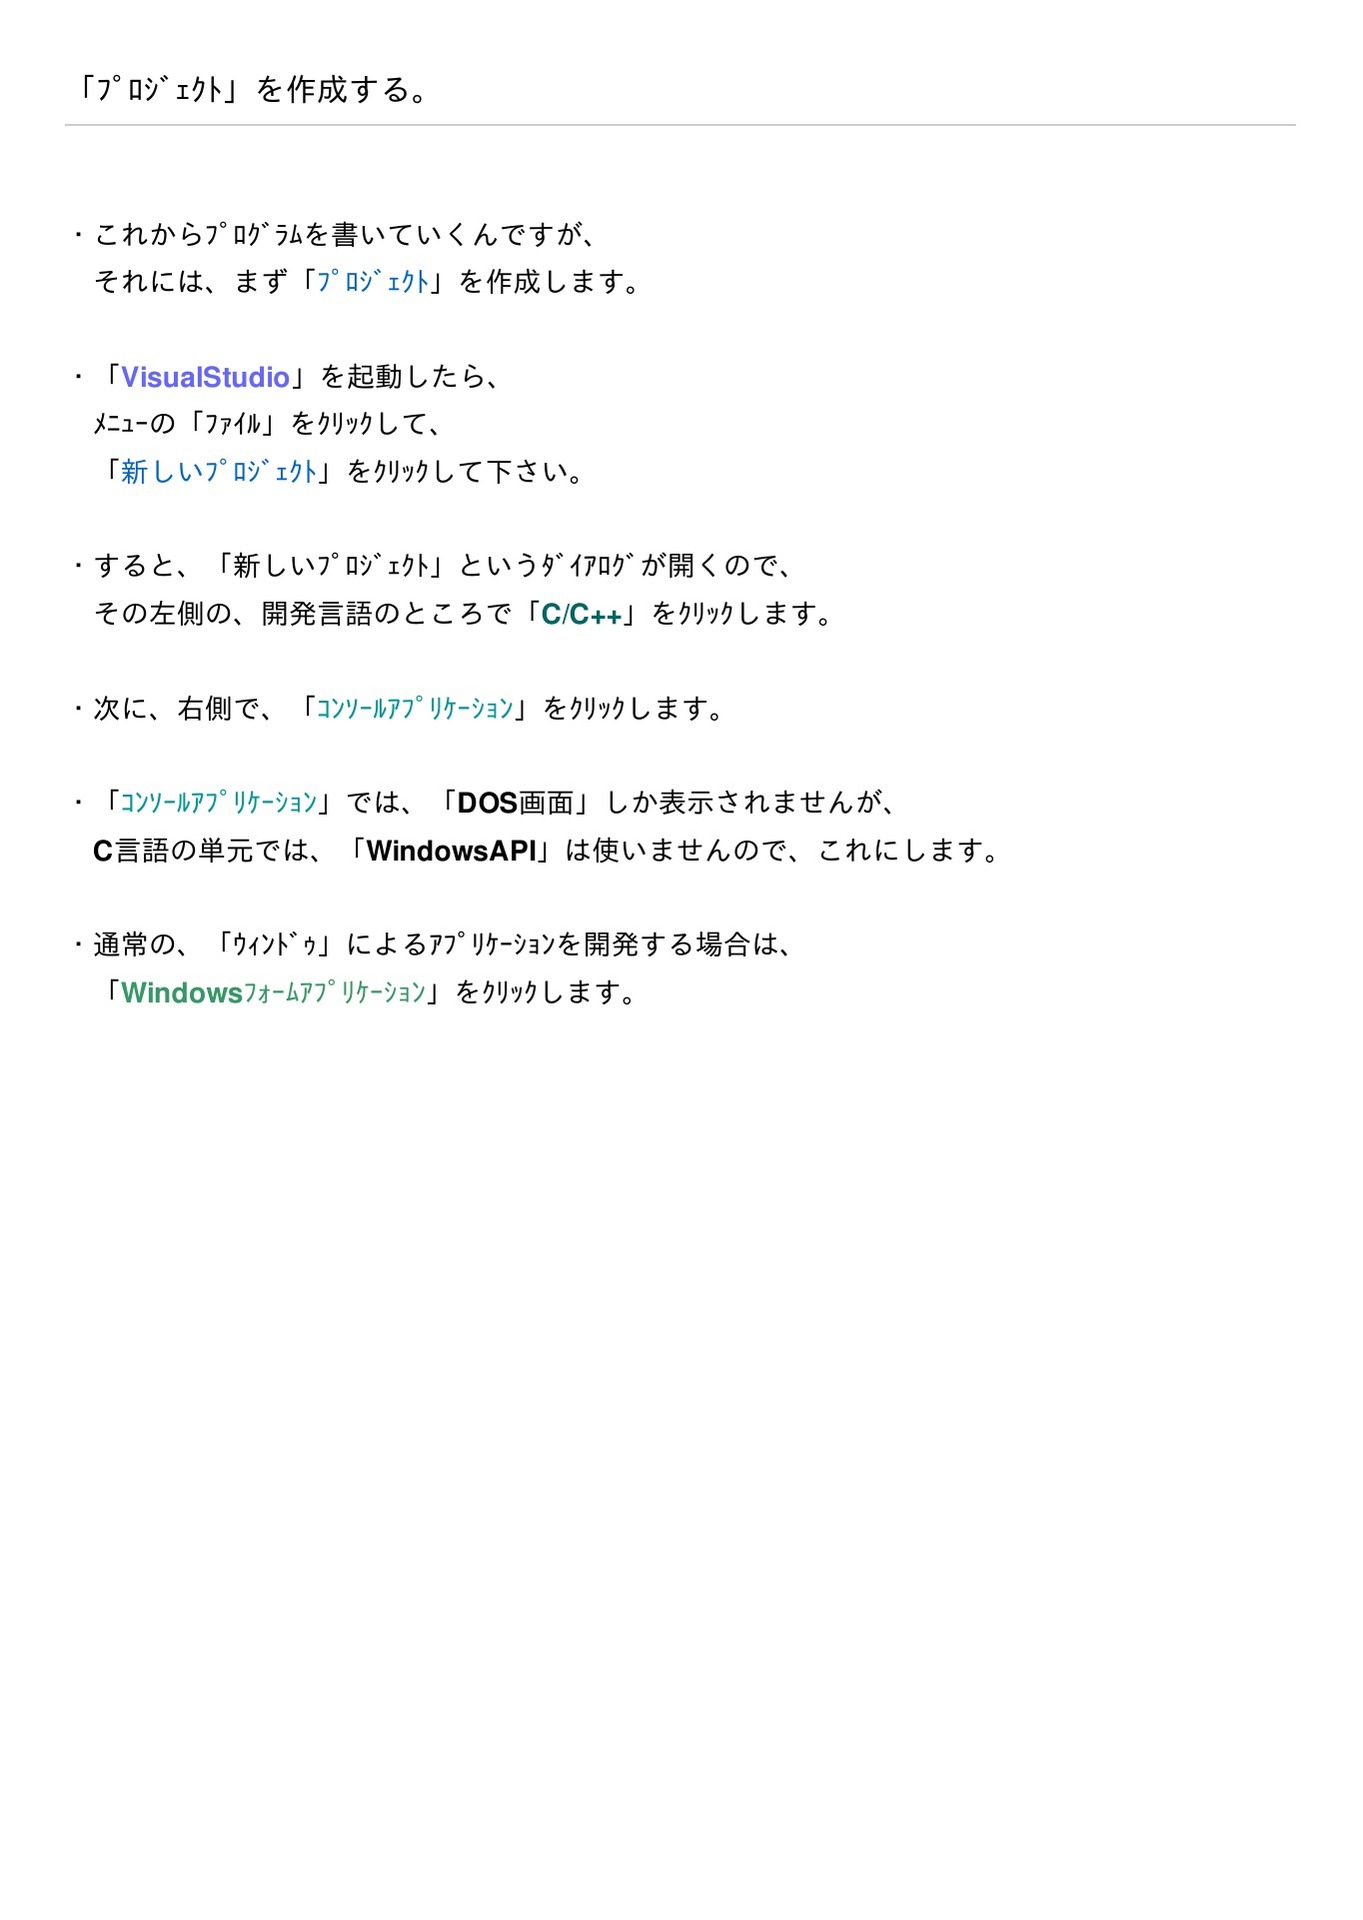 「ﾌﾟﾛｼﾞｪｸﾄ」を作成する。
・これからﾌﾟﾛｸﾞﾗﾑを書いていくんですが、
それには、まず「ﾌﾟﾛｼﾞｪｸﾄ」を作成します。
・「VisualStudio」を起動したら、
ﾒﾆｭｰの「ﾌｧｲﾙ」をｸﾘｯｸして、
「新しいﾌﾟﾛｼﾞｪｸﾄ」をｸﾘｯｸして下さい。
・すると、「新しいﾌﾟﾛｼﾞｪｸﾄ」というﾀﾞｲｱﾛｸﾞが開くので、
その左側の、開発言語のところで「C/C++」をｸﾘｯｸします。
・次に、右側で、「ｺﾝｿｰﾙｱﾌﾟﾘｹｰｼｮﾝ」をｸﾘｯｸします。
・「ｺﾝｿｰﾙｱﾌﾟﾘｹｰｼｮﾝ」では、「DOS画面」しか表示されませんが、
C言語の単元では、「WindowsAPI」は使いませんので、これにします。
・通常の、「ｳｨﾝﾄﾞｩ」によるｱﾌﾟﾘｹｰｼｮﾝを開発する場合は、
「Windowsﾌｫｰﾑｱﾌﾟﾘｹｰｼｮﾝ」をｸﾘｯｸします。